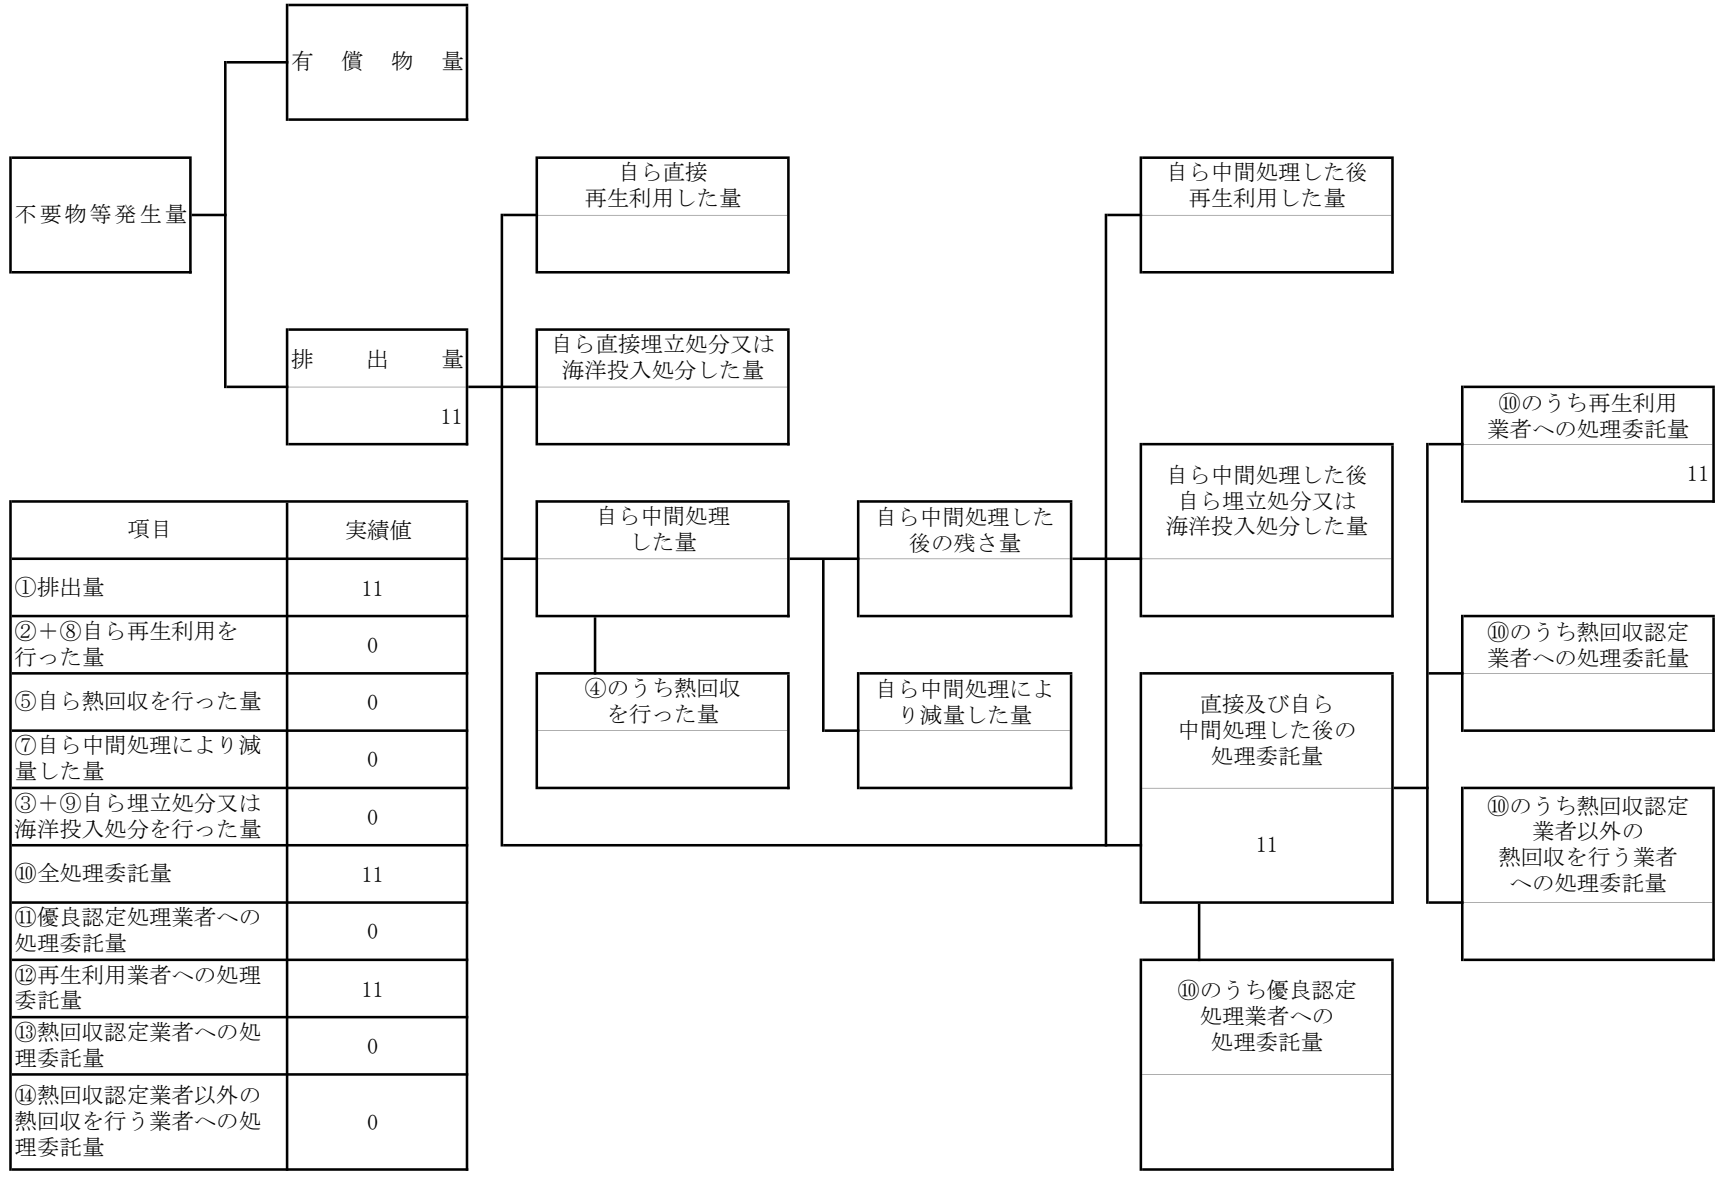 有償物量
不要物等発生量
自ら直接
再生利用した量
自ら中間処理した後
再生利用した量
排出量
11
自ら直接埋立処分又は
海洋投入処分した量
⑩のうち再生利用
業者への処理委託量
11
自ら中間処理した後
自ら埋立処分又は
海洋投入処分した量
自ら中間処理
した量
自ら中間処理した
後の残さ量
⑩のうち熱回収認定
業者への処理委託量
④のうち熱回収
を行った量
自ら中間処理によ
り減量した量
直接及び自ら
中間処理した後の
処理委託量
11
⑩のうち熱回収認定
業者以外の
熱回収を行う業者
への処理委託量
⑩のうち優良認定
処理業者への
処理委託量
項目 実績値
①排出量 11
②+⑧自ら再生利用を
行った量 0
⑤自ら熱回収を行った量 0
⑦自ら中間処理により減
量した量 0
③+⑨自ら埋立処分又は
海洋投入処分を行った量 0
⑩全処理委託量 11
⑪優良認定処理業者への
処理委託量 0
⑫再生利用業者への処理
委託量 11
⑬熱回収認定業者への処
理委託量 0
⑭熱回収認定業者以外の
熱回収を行う業者への処
理委託量 0